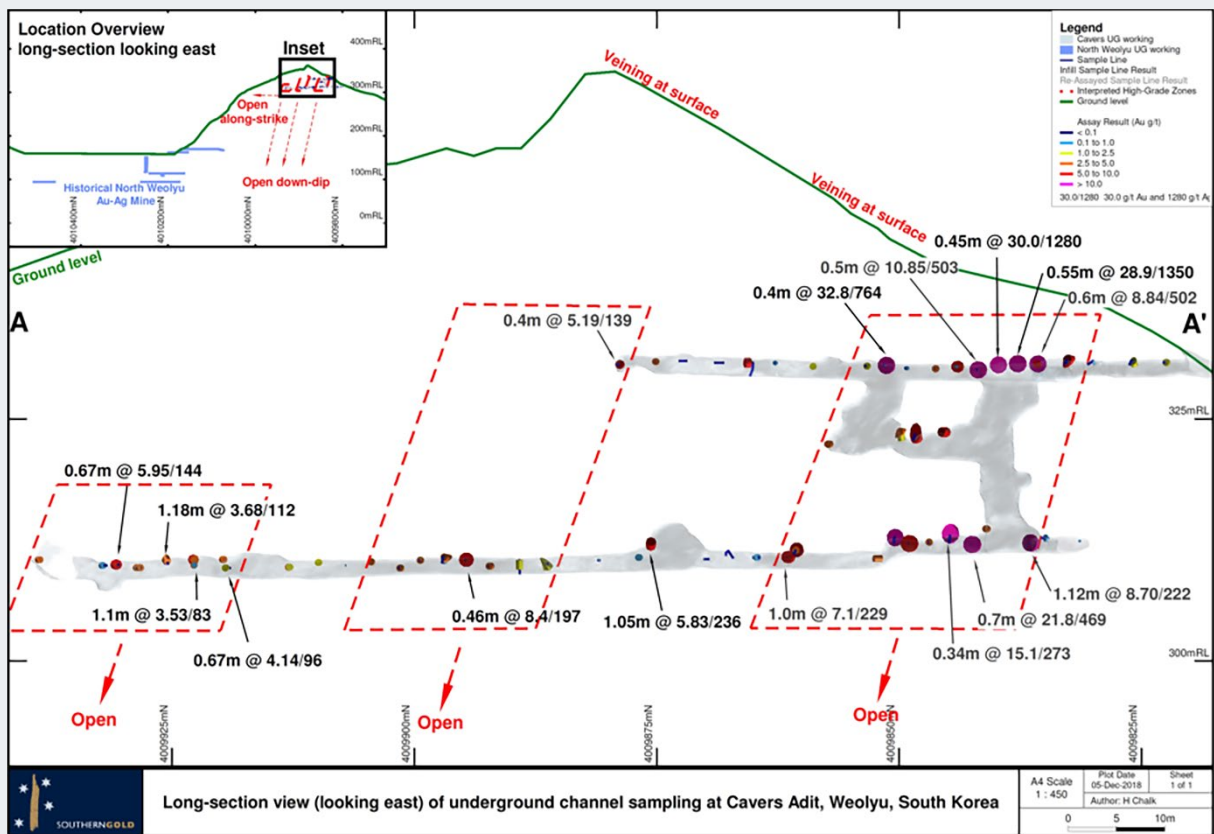 Location Overview
long-section looking east
Inset
400mRL
300mRL
200mRL
100mRL
0mRL
Open
along-strike
Open down-dip
Historical North Weolyu
Au-Ag Mine
4010400mN
4010200mN
4010000mN
4009800mN
Ground level
Veining at surface
Veining at surface
Legend
Cavers UG working
North Weolyu UG working
Sample Line
Infill Sample Line Result
Re-Assayed Sample Line Result
Interpreted High-Grade Zones
Ground level
Assay Result (Au g/t)
< 0.1
0.1 to 1.0
1.0 to 2.5
2.5 to 5.0
5.0 to 10.0
> 10.0
30.0/1280 30.0 g/t Au and 1280 g/t Ag
A
A'
0.45m @ 30.0/1280
0.5m @ 10.85/503
0.55m @ 28.9/1350
0.4m @ 32.8/764
0.6m @ 8.84/502
0.4m @ 5.19/139
325mRL
0.67m @ 5.95/144
1.18m @ 3.68/112
1.1m @ 3.53/83
0.67m @ 4.14/96
0.46m @ 8.4/197
1.05m @ 5.83/236
1.0m @ 7.1/229
0.34m @ 15.1/273
0.7m @ 21.8/469
1.12m @ 8.70/222
300mRL
Open
Open
Open
4009925mN
4009900mN
4009875mN
4009850mN
4009825mN
SOUTHERNGOLD
Long-section view (looking east) of underground channel sampling at Cavers Adit, Weolyu, South Korea
A4 Scale
1 : 450
Plot Date
05-Dec-2018
Sheet
1 of 1
Author: H Chalk
0 5 10m